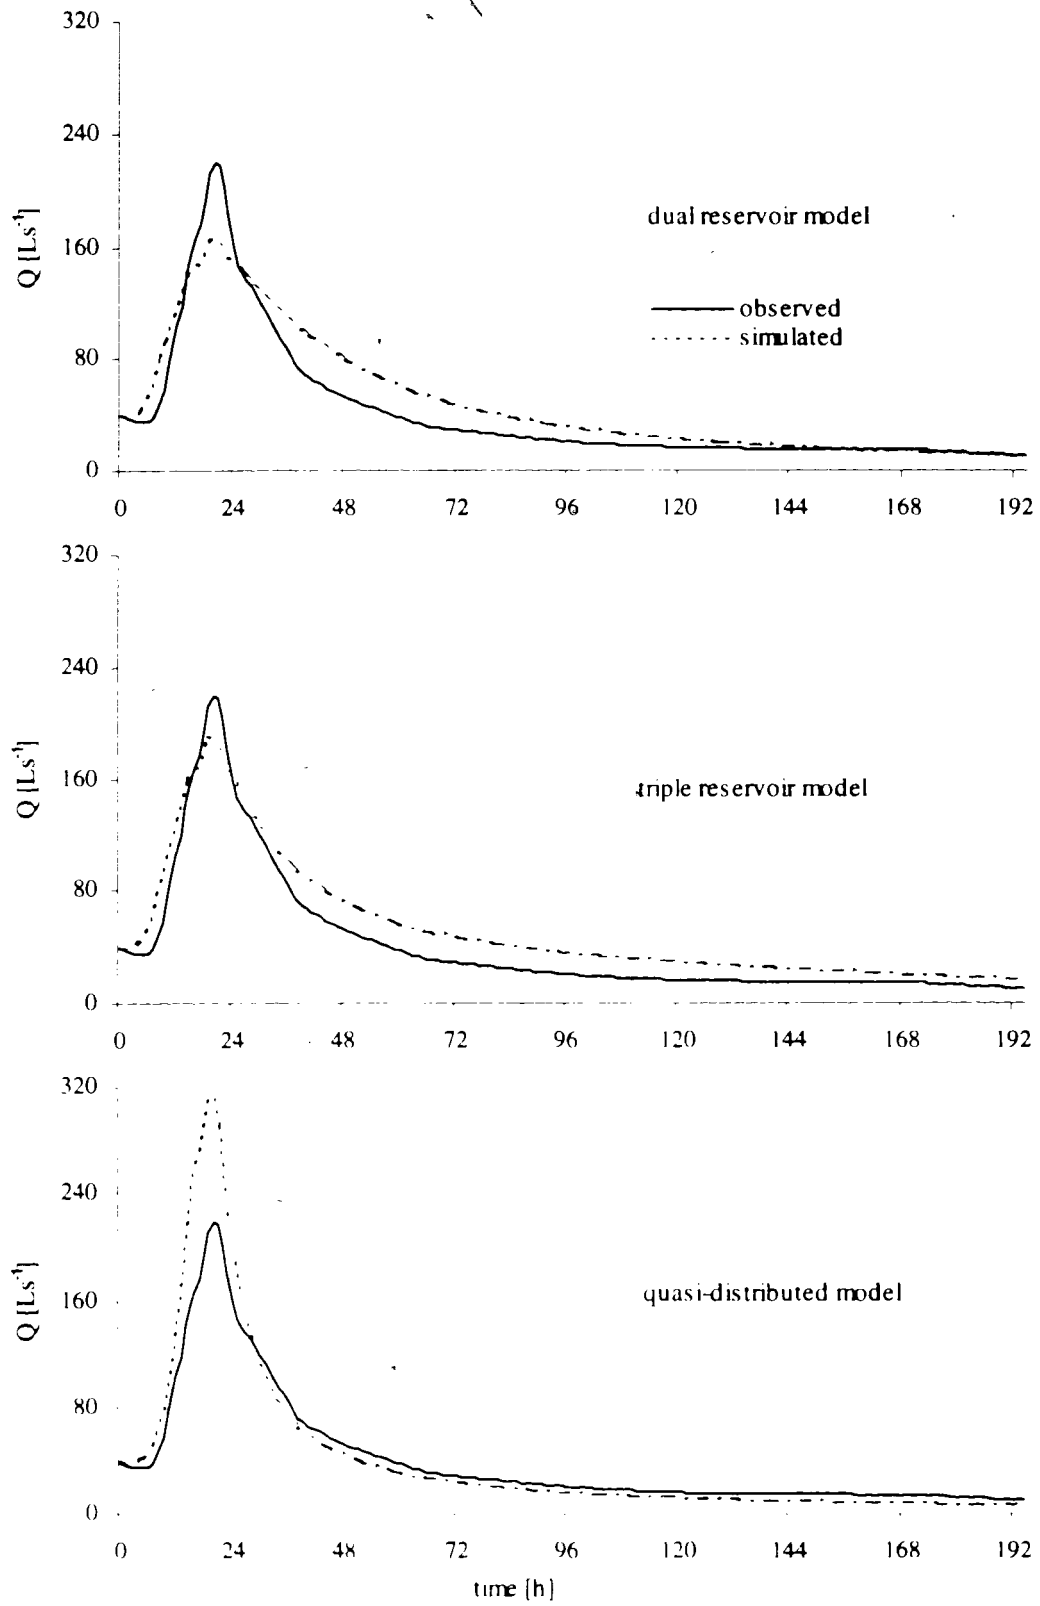 320
240
160
80
0
Q [Ls⁻¹]
dual reservoir model
observed
simulated
0 24 48 72 96 120 144 168 192
320
240
160
80
0
Q [Ls⁻¹]
triple reservoir model
0 24 48 72 96 120 144 168 192
320
240
160
80
0
Q [Ls⁻¹]
quasi-distributed model
0 24 48 72 96 120 144 168 192
time [h]